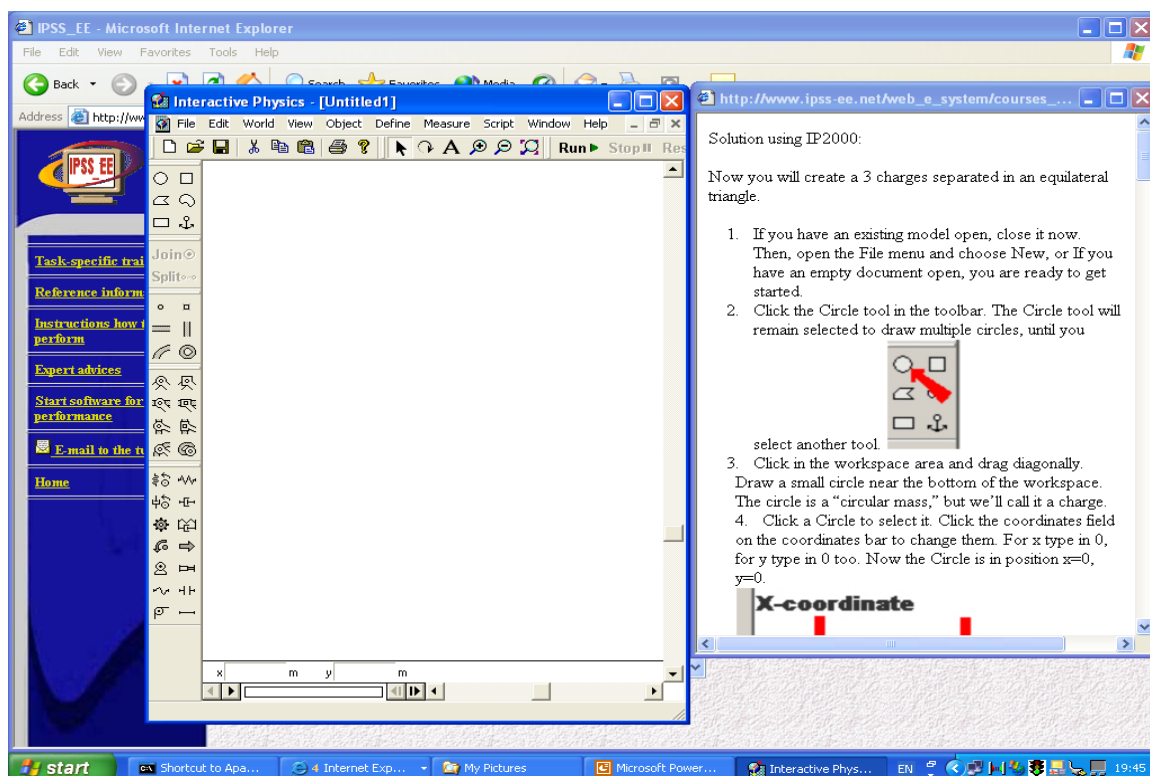 IPSS_EE - Microsoft Internet Explorer
File Edit View Favorites Tools Help
Back Search Favorites Media
Address http://ww
IPSS_EE
Task-specific trai
Reference inform
Instructions how t
perform
Expert advices
Start software for
performance
E-mail to the tu
Home
Interactive Physics - [Untitled1]
File Edit World View Object Define Measure Script Window Help
Run Stop Res
Join
Split
x m y m
http://www.ipss-ee.net/web_e_system/courses_...
Solution using IP2000:
Now you will create a 3 charges separated in an equilateral
triangle.
1. If you have an existing model open, close it now.
Then, open the File menu and choose New, or If you
have an empty document open, you are ready to get
started.
2. Click the Circle tool in the toolbar. The Circle tool will
remain selected to draw multiple circles, until you
select another tool.
3. Click in the workspace area and drag diagonally.
Draw a small circle near the bottom of the workspace.
The circle is a “circular mass,” but we’ll call it a charge.
4. Click a Circle to select it. Click the coordinates field
on the coordinates bar to change them. For x type in 0,
for y type in 0 too. Now the Circle is in position x=0,
y=0.
X-coordinate
start Shortcut to Apa... 4 Internet Exp... My Pictures Microsoft Power... Interactive Phys... EN 19:45